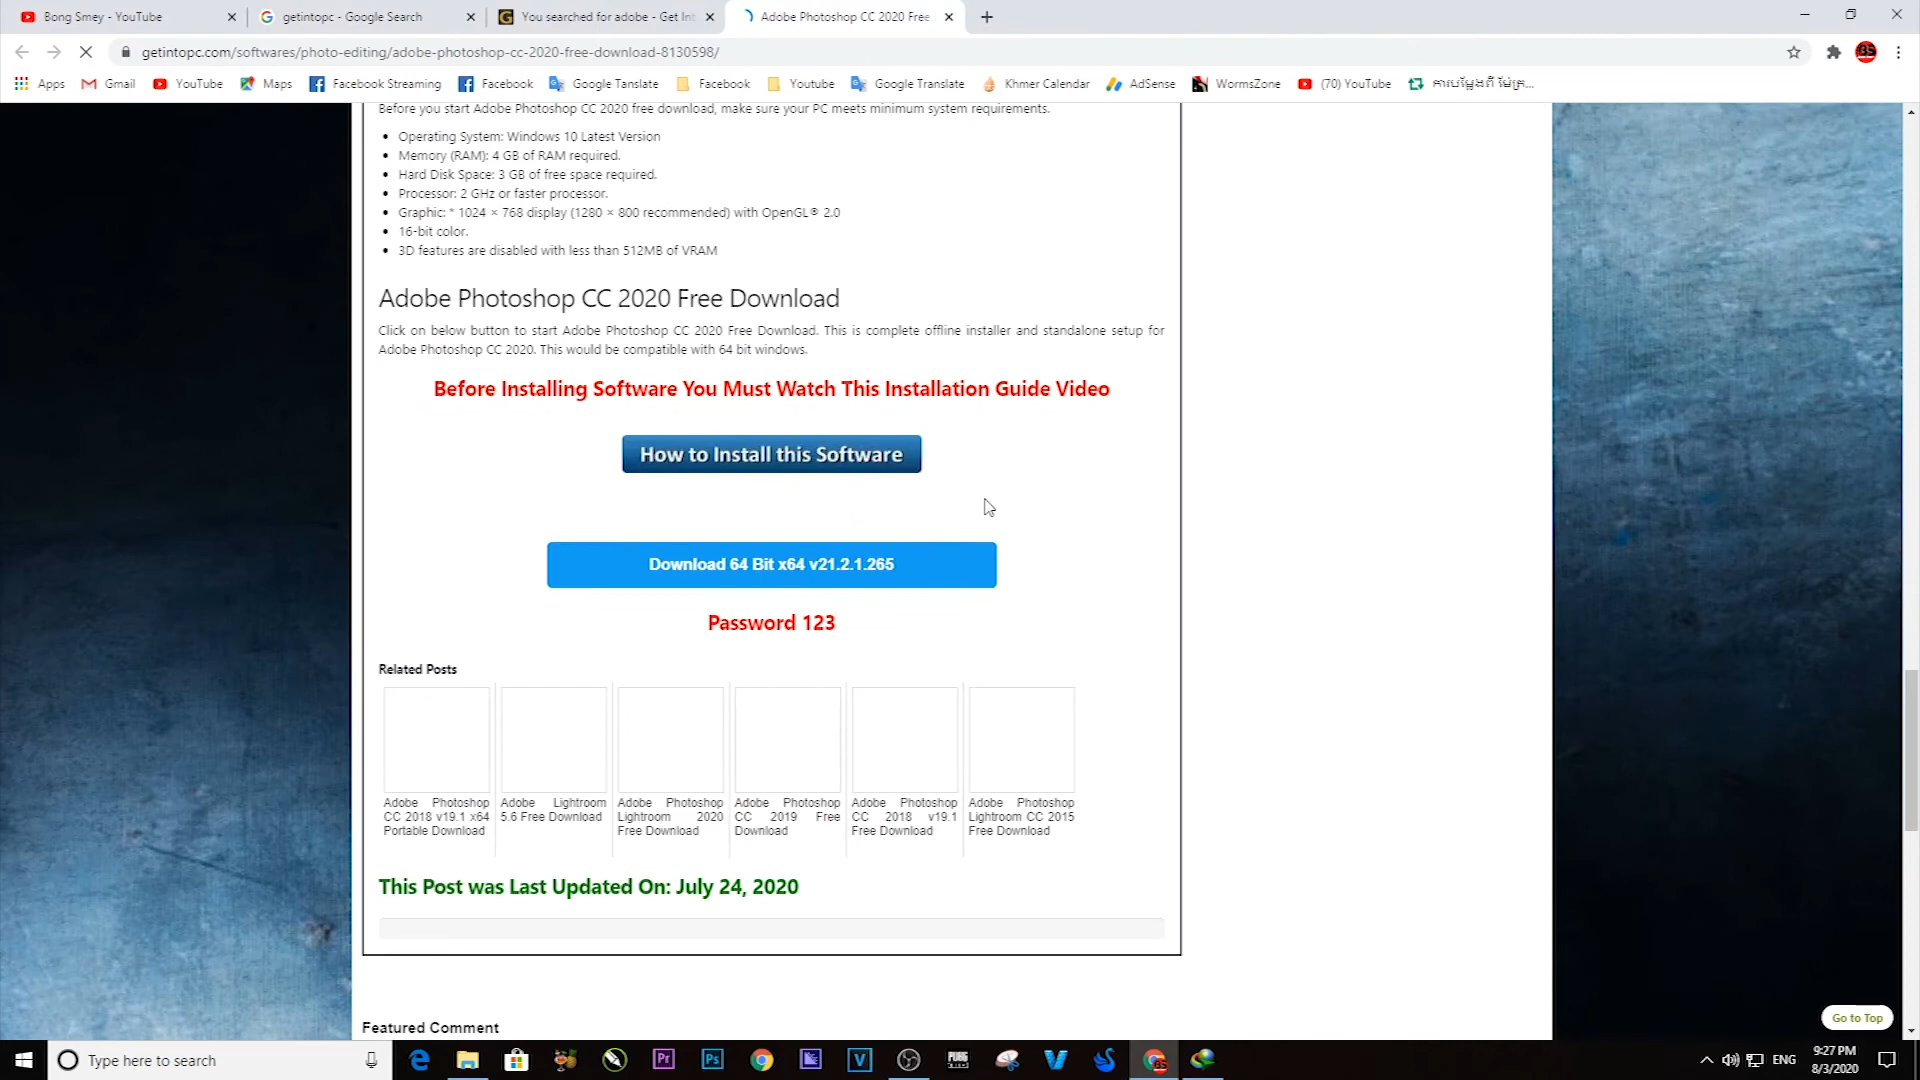 Bong Smey - YouTube
getintopc - Google Search
You searched for adobe - Get Int
Adobe Photoshop CC 2020 Free
getintopc.com/softwares/photo-editing/adobe-photoshop-cc-2020-free-download-8130598/
Apps
Gmail
YouTube
Maps
Facebook Streaming
Facebook
Google Tanslate
Facebook
Youtube
Google Translate
Khmer Calendar
AdSense
WormsZone
(70) YouTube
Before you start Adobe Photoshop CC 2020 free download, make sure your PC meets minimum system requirements.
• Operating System: Windows 10 Latest Version
• Memory (RAM): 4 GB of RAM required.
• Hard Disk Space: 3 GB of free space required.
• Processor: 2 GHz or faster processor.
• Graphic: * 1024 × 768 display (1280 × 800 recommended) with OpenGL® 2.0
• 16-bit color.
• 3D features are disabled with less than 512MB of VRAM
Adobe Photoshop CC 2020 Free Download
Click on below button to start Adobe Photoshop CC 2020 Free Download. This is complete offline installer and standalone setup for
Adobe Photoshop CC 2020. This would be compatible with 64 bit windows.
Before Installing Software You Must Watch This Installation Guide Video
How to Install this Software
Download 64 Bit x64 v21.2.1.265
Password 123
Related Posts
Adobe Photoshop
CC 2018 v19.1 x64
Portable Download
Adobe Lightroom
5.6 Free Download
Adobe Photoshop
Lightroom 2020
Free Download
Adobe Photoshop
CC 2019 Free
Download
Adobe Photoshop
CC 2018 v19.1
Free Download
Adobe Photoshop
Lightroom CC 2015
Free Download
This Post was Last Updated On: July 24, 2020
Featured Comment
Go to Top
Type here to search
Pr
Ps
PUBG
ENG
9:27 PM
8/3/2020